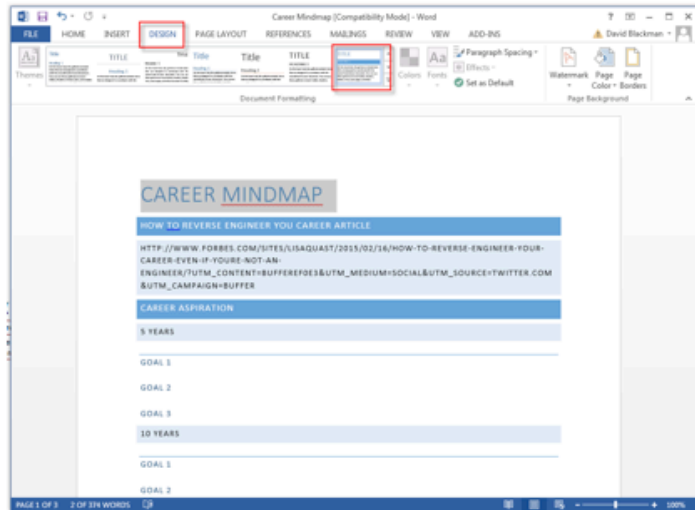 Career Mindmap [Compatibility Mode] - Word
FILE HOME INSERT DESIGN PAGE LAYOUT REFERENCES MAILINGS REVIEW VIEW ADD-INS David Blackman
Themes
TITLE Title Title TITLE TITLE
Colors Fonts
Paragraph Spacing
Effects
Set as Default
Watermark Page Color Page Borders
Document Formatting Page Background
CAREER MINDMAP
HOW TO REVERSE ENGINEER YOU CAREER ARTICLE
HTTP://WWW.FORBES.COM/SITES/LISAQUAST/2015/02/16/HOW-TO-REVERSE-ENGINEER-YOUR-
CAREER-EVEN-IF-YOURE-NOT-AN-
ENGINEER/?UTM_CONTENT=BUFFEREF0E3&UTM_MEDIUM=SOCIAL&UTM_SOURCE=TWITTER.COM
&UTM_CAMPAIGN=BUFFER
CAREER ASPIRATION
5 YEARS
GOAL 1
GOAL 2
GOAL 3
10 YEARS
GOAL 1
GOAL 2
PAGE 1 OF 3 2 OF 334 WORDS 100%